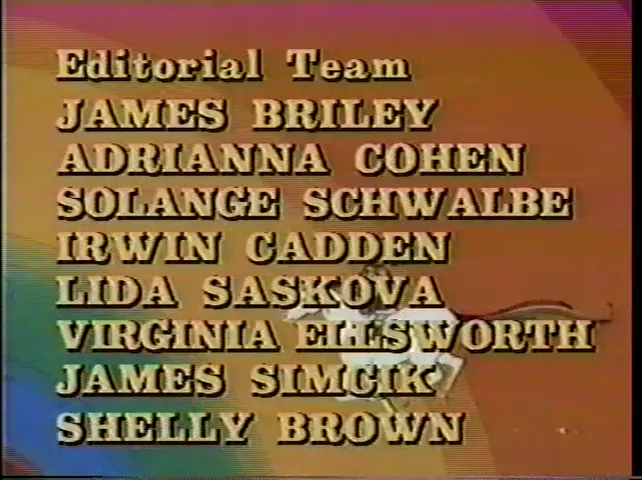 Editorial Team
JAMES BRILEY
ADRIANNA COHEN
SOLANGE SCHWALBE
IRWIN CADDEN
LIDA SASKOVA
VIRGINIA ELLSWORTH
JAMES SIMCIK
SHELLY BROWN